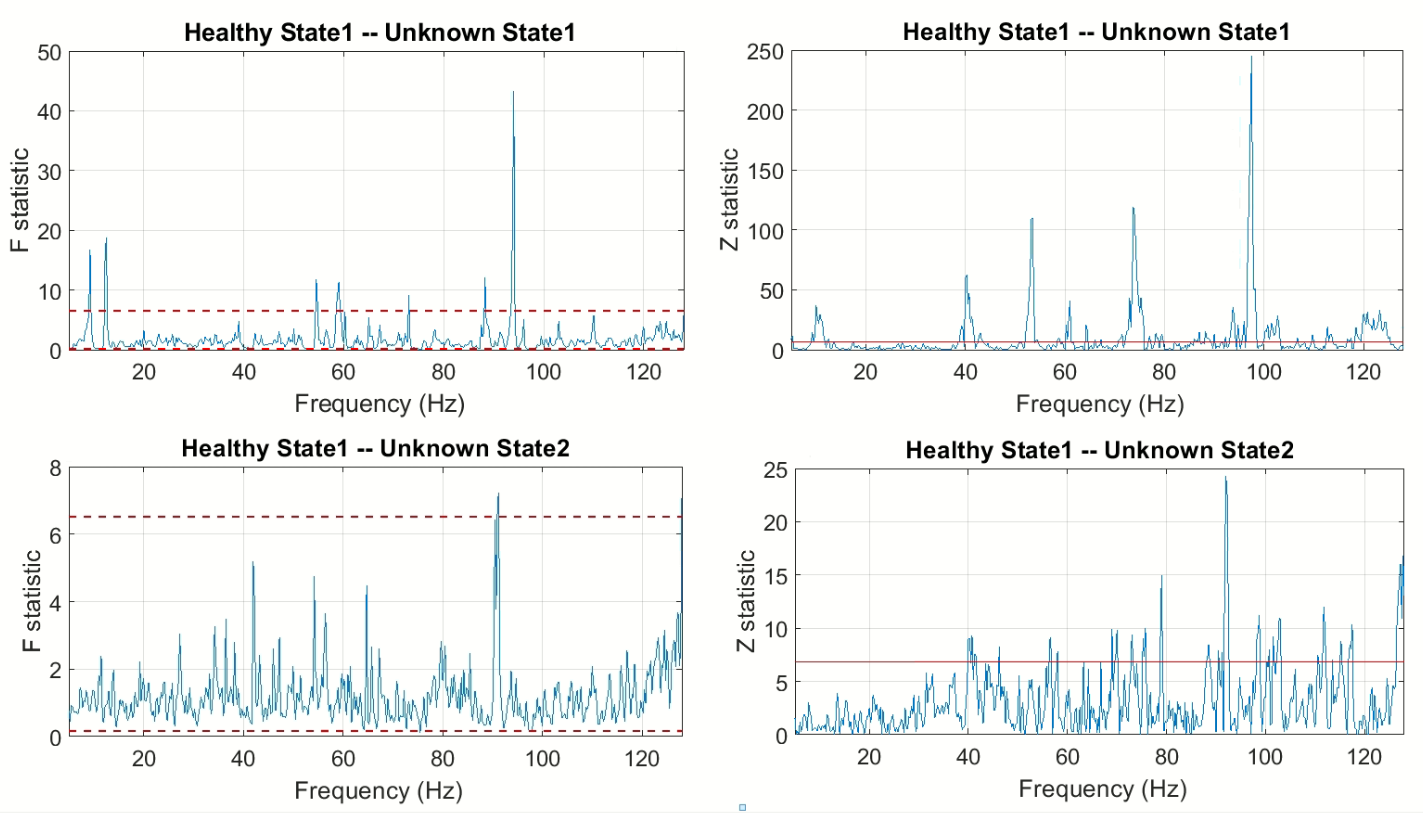 Healthy State1 -- Unknown State1
50
40
30
20
10
0
F statistic
20 40 60 80 100 120
Frequency (Hz)
Healthy State1 -- Unknown State1
250
200
150
100
50
0
Z statistic
20 40 60 80 100 120
Frequency (Hz)
Healthy State1 -- Unknown State2
8
6
4
2
0
F statistic
20 40 60 80 100 120
Frequency (Hz)
Healthy State1 -- Unknown State2
25
20
15
10
5
0
Z statistic
20 40 60 80 100 120
Frequency (Hz)